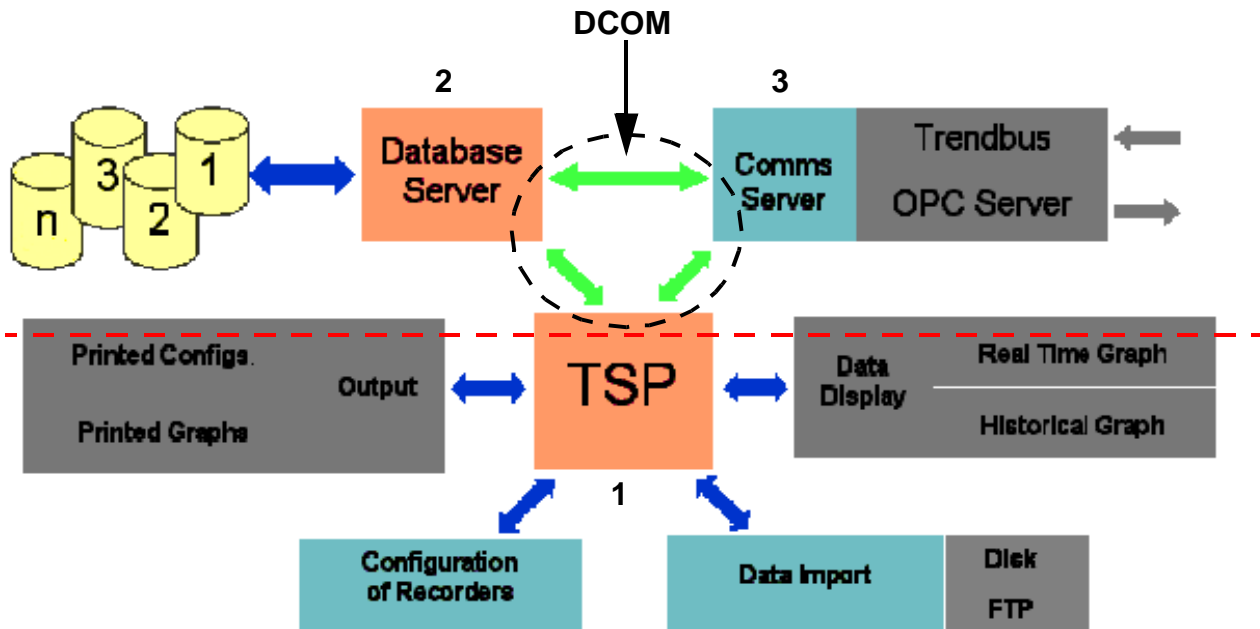 DCOM
2
3
3
1
n
2
Database
Server
Comms
Server
Trendbus
OPC Server
Printed Configs.
Output
Printed Graphs
TSP
Data
Display
Real Time Graph
Historical Graph
1
Configuration
of Recorders
Data Import
Disk
FTP